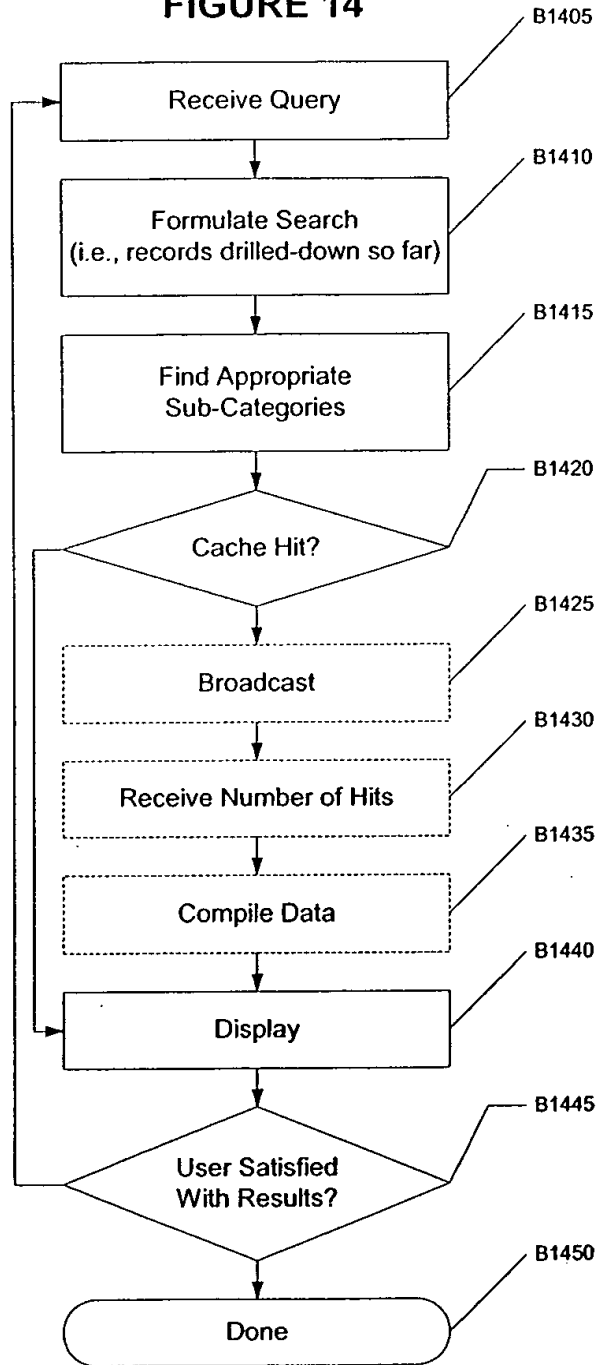 FIGURE 14
B1405
Receive Query
B1410
Formulate Search
(i.e., records drilled-down so far)
B1415
Find Appropriate
Sub-Categories
B1420
Cache Hit?
B1425
Broadcast
B1430
Receive Number of Hits
B1435
Compile Data
B1440
Display
B1445
User Satisfied
With Results?
B1450
Done